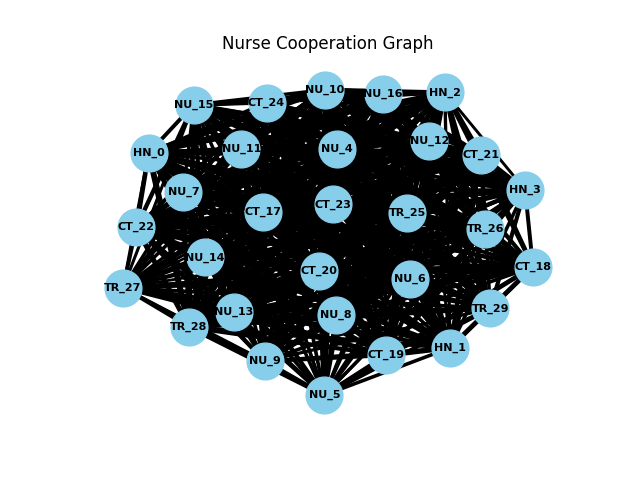 Nurse Cooperation Graph
NU_10
HN_2
NU_16
CT_24
NU_15
NU_12
NU_11
NU_4
HN_0
CT_21
HN_3
NU_7
CT_23
CT_17
TR_25
CT_22
TR_26
NU_14
CT_18
CT_20
NU_6
TR_27
TR_29
NU_13
NU_8
TR_28
HN_1
CT_19
NU_9
NU_5